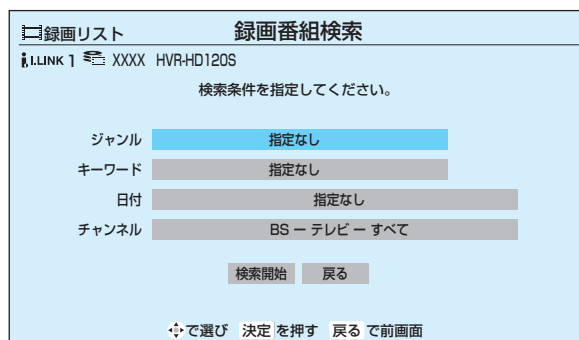 録画リスト 録画番組検索
i.LINK 1 XXXX HVR-HD120S
検索条件を指定してください。
ジャンル 指定なし
キーワード 指定なし
日付 指定なし
チャンネル BS ー テレビ ー すべて
検索開始 戻る
で選び 決定 を押す 戻る で前画面